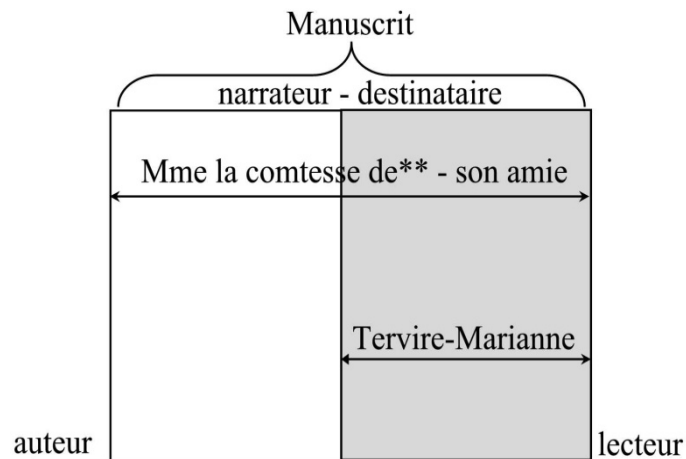 Manuscrit
narrateur - destinataire
Mme la comtesse de** - son amie
Tervire-Marianne
auteur
lecteur